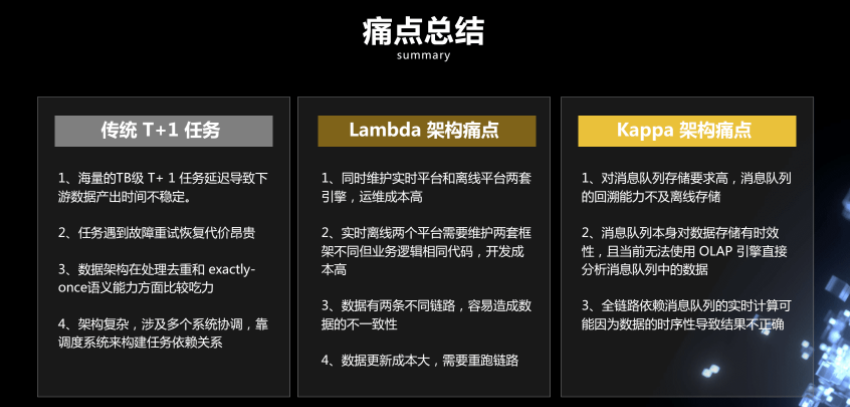 痛点总结
summary
传统 T+1 任务
1、海量的TB级 T+ 1 任务延迟导致下
游数据产出时间不稳定。
2、任务遇到故障重试恢复代价昂贵
3、数据架构在处理去重和 exactly-
once语义能力方面比较吃力
4、架构复杂，涉及多个系统协调，靠
调度系统来构建任务依赖关系
Lambda 架构痛点
1、同时维护实时平台和离线平台两套
引擎，运维成本高
2、实时离线两个平台需要维护两套框
架不同但业务逻辑相同代码，开发成
本高
3、数据有两条不同链路，容易造成数
据的不一致性
4、数据更新成本大，需要重跑链路
Kappa 架构痛点
1、对消息队列存储要求高，消息队列
的回溯能力不及离线存储
2、消息队列本身对数据存储有时效
性，且当前无法使用 OLAP 引擎直接
分析消息队列中的数据
3、全链路依赖消息队列的实时计算可
能因为数据的时序性导致结果不正确